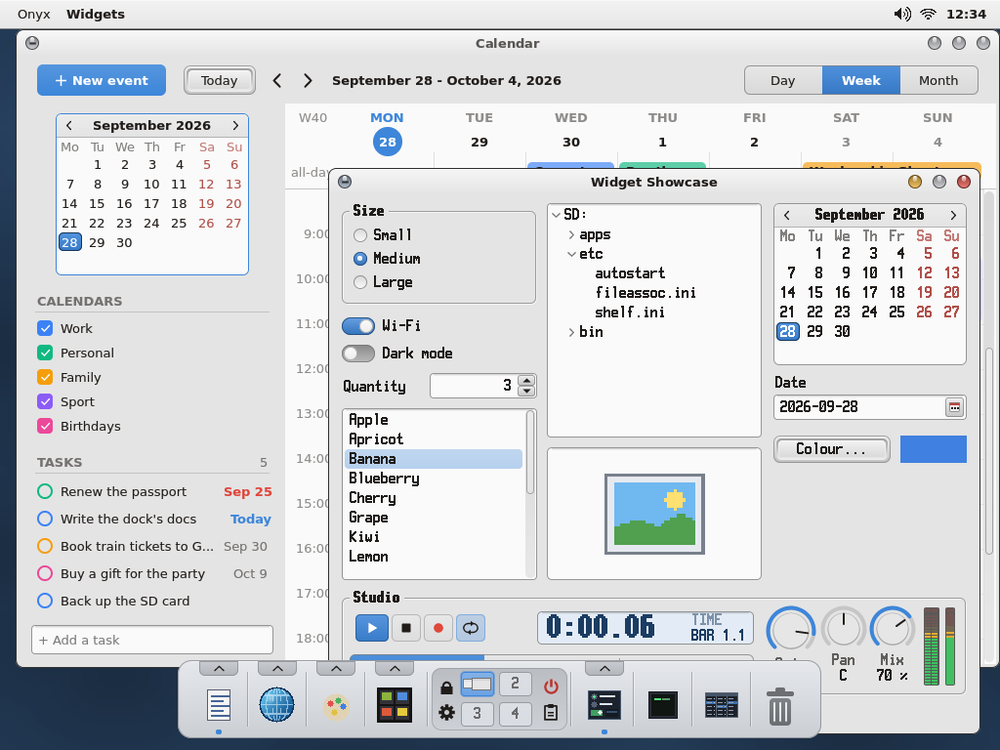 Onyx Widgets 12:34
Calendar
+ New event Today September 28 - October 4, 2026 Day Week Month
September 2026
Mo Tu We Th Fr Sa Su
1 2 3 4 5 6
7 8 9 10 11 12 13
14 15 16 17 18 19 20
21 22 23 24 25 26 27
28 29 30
CALENDARS
Work
Personal
Family
Sport
Birthdays
TASKS 5
Renew the passport Sep 25
Write the dock's docs Today
Book train tickets to G... Sep 30
Buy a gift for the party Oct 9
Back up the SD card
+ Add a task
W40 MON TUE WED THU FRI SAT SUN
28 29 30 1 2 3 4
all-day
9:00
10:00
11:00
12:00
13:00
14:00
15:00
16:00
17:00
18:00
Widget Showcase
Size
Small
Medium
Large
Wi-Fi
Dark mode
Quantity 3
Apple
Apricot
Banana
Blueberry
Cherry
Grape
Kiwi
Lemon
SD:
apps
etc
autostart
fileassoc.ini
shelf.ini
bin
September 2026
Mo Tu We Th Fr Sa Su
1 2 3 4 5 6
7 8 9 10 11 12 13
14 15 16 17 18 19 20
21 22 23 24 25 26 27
28 29 30
Date
2026-09-28
Colour...
Studio
0:00.06 TIME
BAR 1.1
Pan Mix
C 70 %
2
3 4